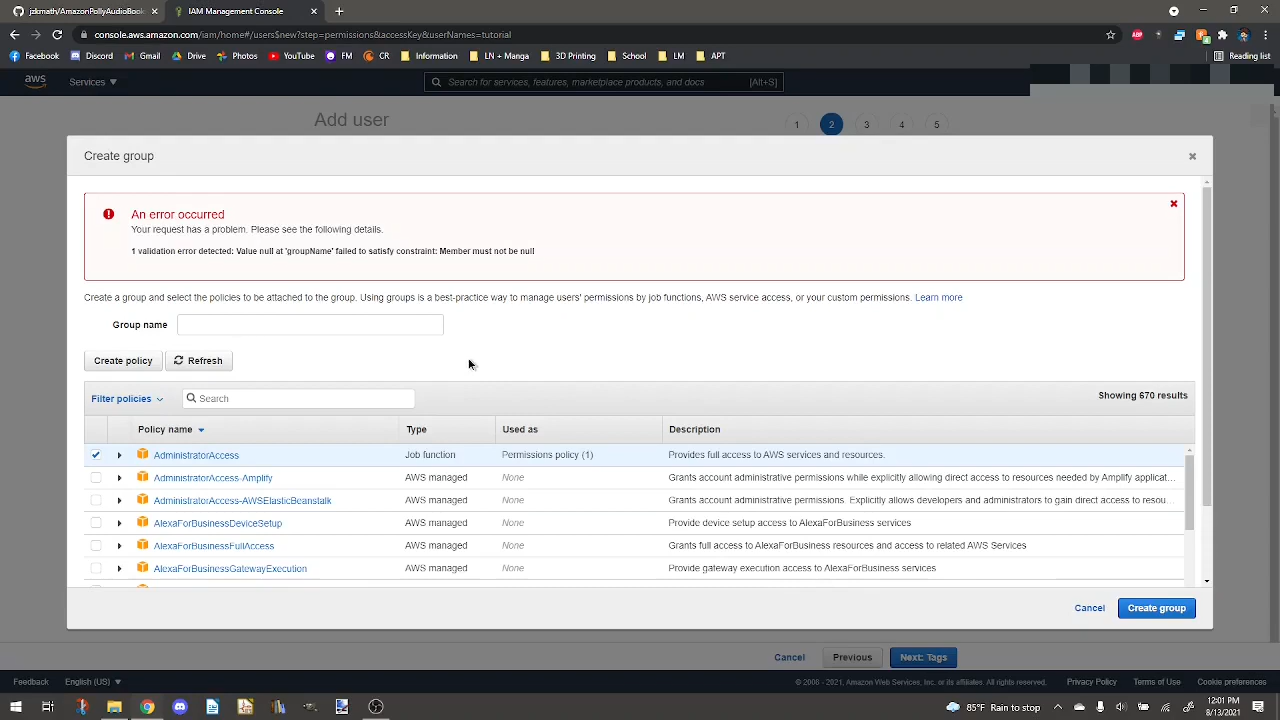 jiamath/AmazonPollyAnki
IAM Management Console
console.aws.amazon.com/iam/home#/users$new?step=permissions&accessKey&userNames=tutorial
Facebook
Discord
Gmail
Drive
Photos
YouTube
FM
CR
Information
LN + Manga
3D Printing
School
LM
APT
Reading list
aws
Services
Search for services, features, marketplace products, and docs
[Alt+S]
Add user
1
2
3
4
5
Create group
An error occurred
Your request has a problem. Please see the following details.
1 validation error detected: Value null at 'groupName' failed to satisfy constraint: Member must not be null
Create a group and select the policies to be attached to the group. Using groups is a best-practice way to manage users' permissions by job functions, AWS service access, or your custom permissions. Learn more
Group name
Create policy
Refresh
Filter policies
Search
Showing 670 results
Policy name
Type
Used as
Description
AdministratorAccess
Job function
Permissions policy (1)
Provides full access to AWS services and resources.
AdministratorAccess-Amplify
AWS managed
None
Grants account administrative permissions while explicitly allowing direct access to resources needed by Amplify applicat...
AdministratorAccess-AWSElasticBeanstalk
AWS managed
None
Grants account administrative permissions. Explicitly allows developers and administrators to gain direct access to resou...
AlexaForBusinessDeviceSetup
AWS managed
None
Provide device setup access to AlexaForBusiness services
AlexaForBusinessFullAccess
AWS managed
None
Grants full access to AlexaForBusiness resources and access to related AWS Services
AlexaForBusinessGatewayExecution
AWS managed
None
Provide gateway execution access to AlexaForBusiness services
Cancel
Create group
Cancel
Previous
Next: Tags
Feedback
English (US)
© 2008 - 2021, Amazon Web Services, Inc. or its affiliates. All rights reserved.
Privacy Policy
Terms of Use
Cookie preferences
85°F
12:01 PM
8/13/2021